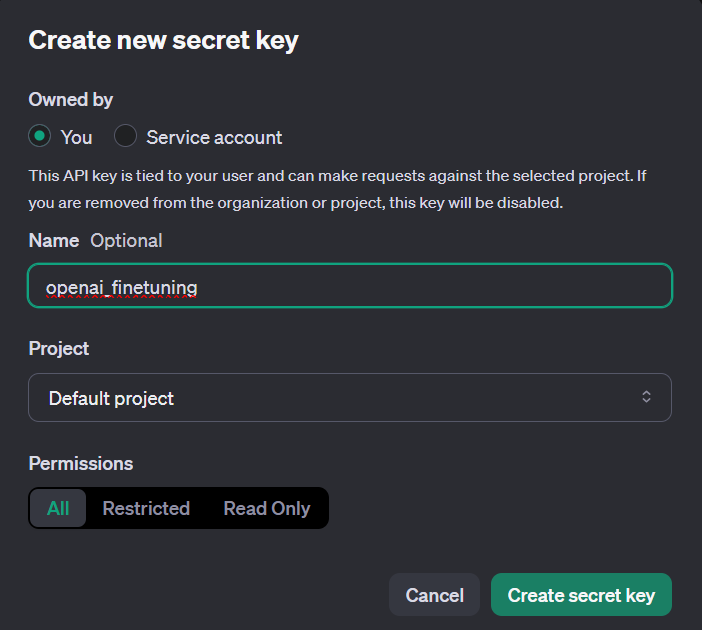 Create new secret key
Owned by
You Service account
This API key is tied to your user and can make requests against the selected project. If
you are removed from the organization or project, this key will be disabled.
Name Optional
openai_finetuning
Project
Default project
Permissions
All Restricted Read Only
Cancel Create secret key